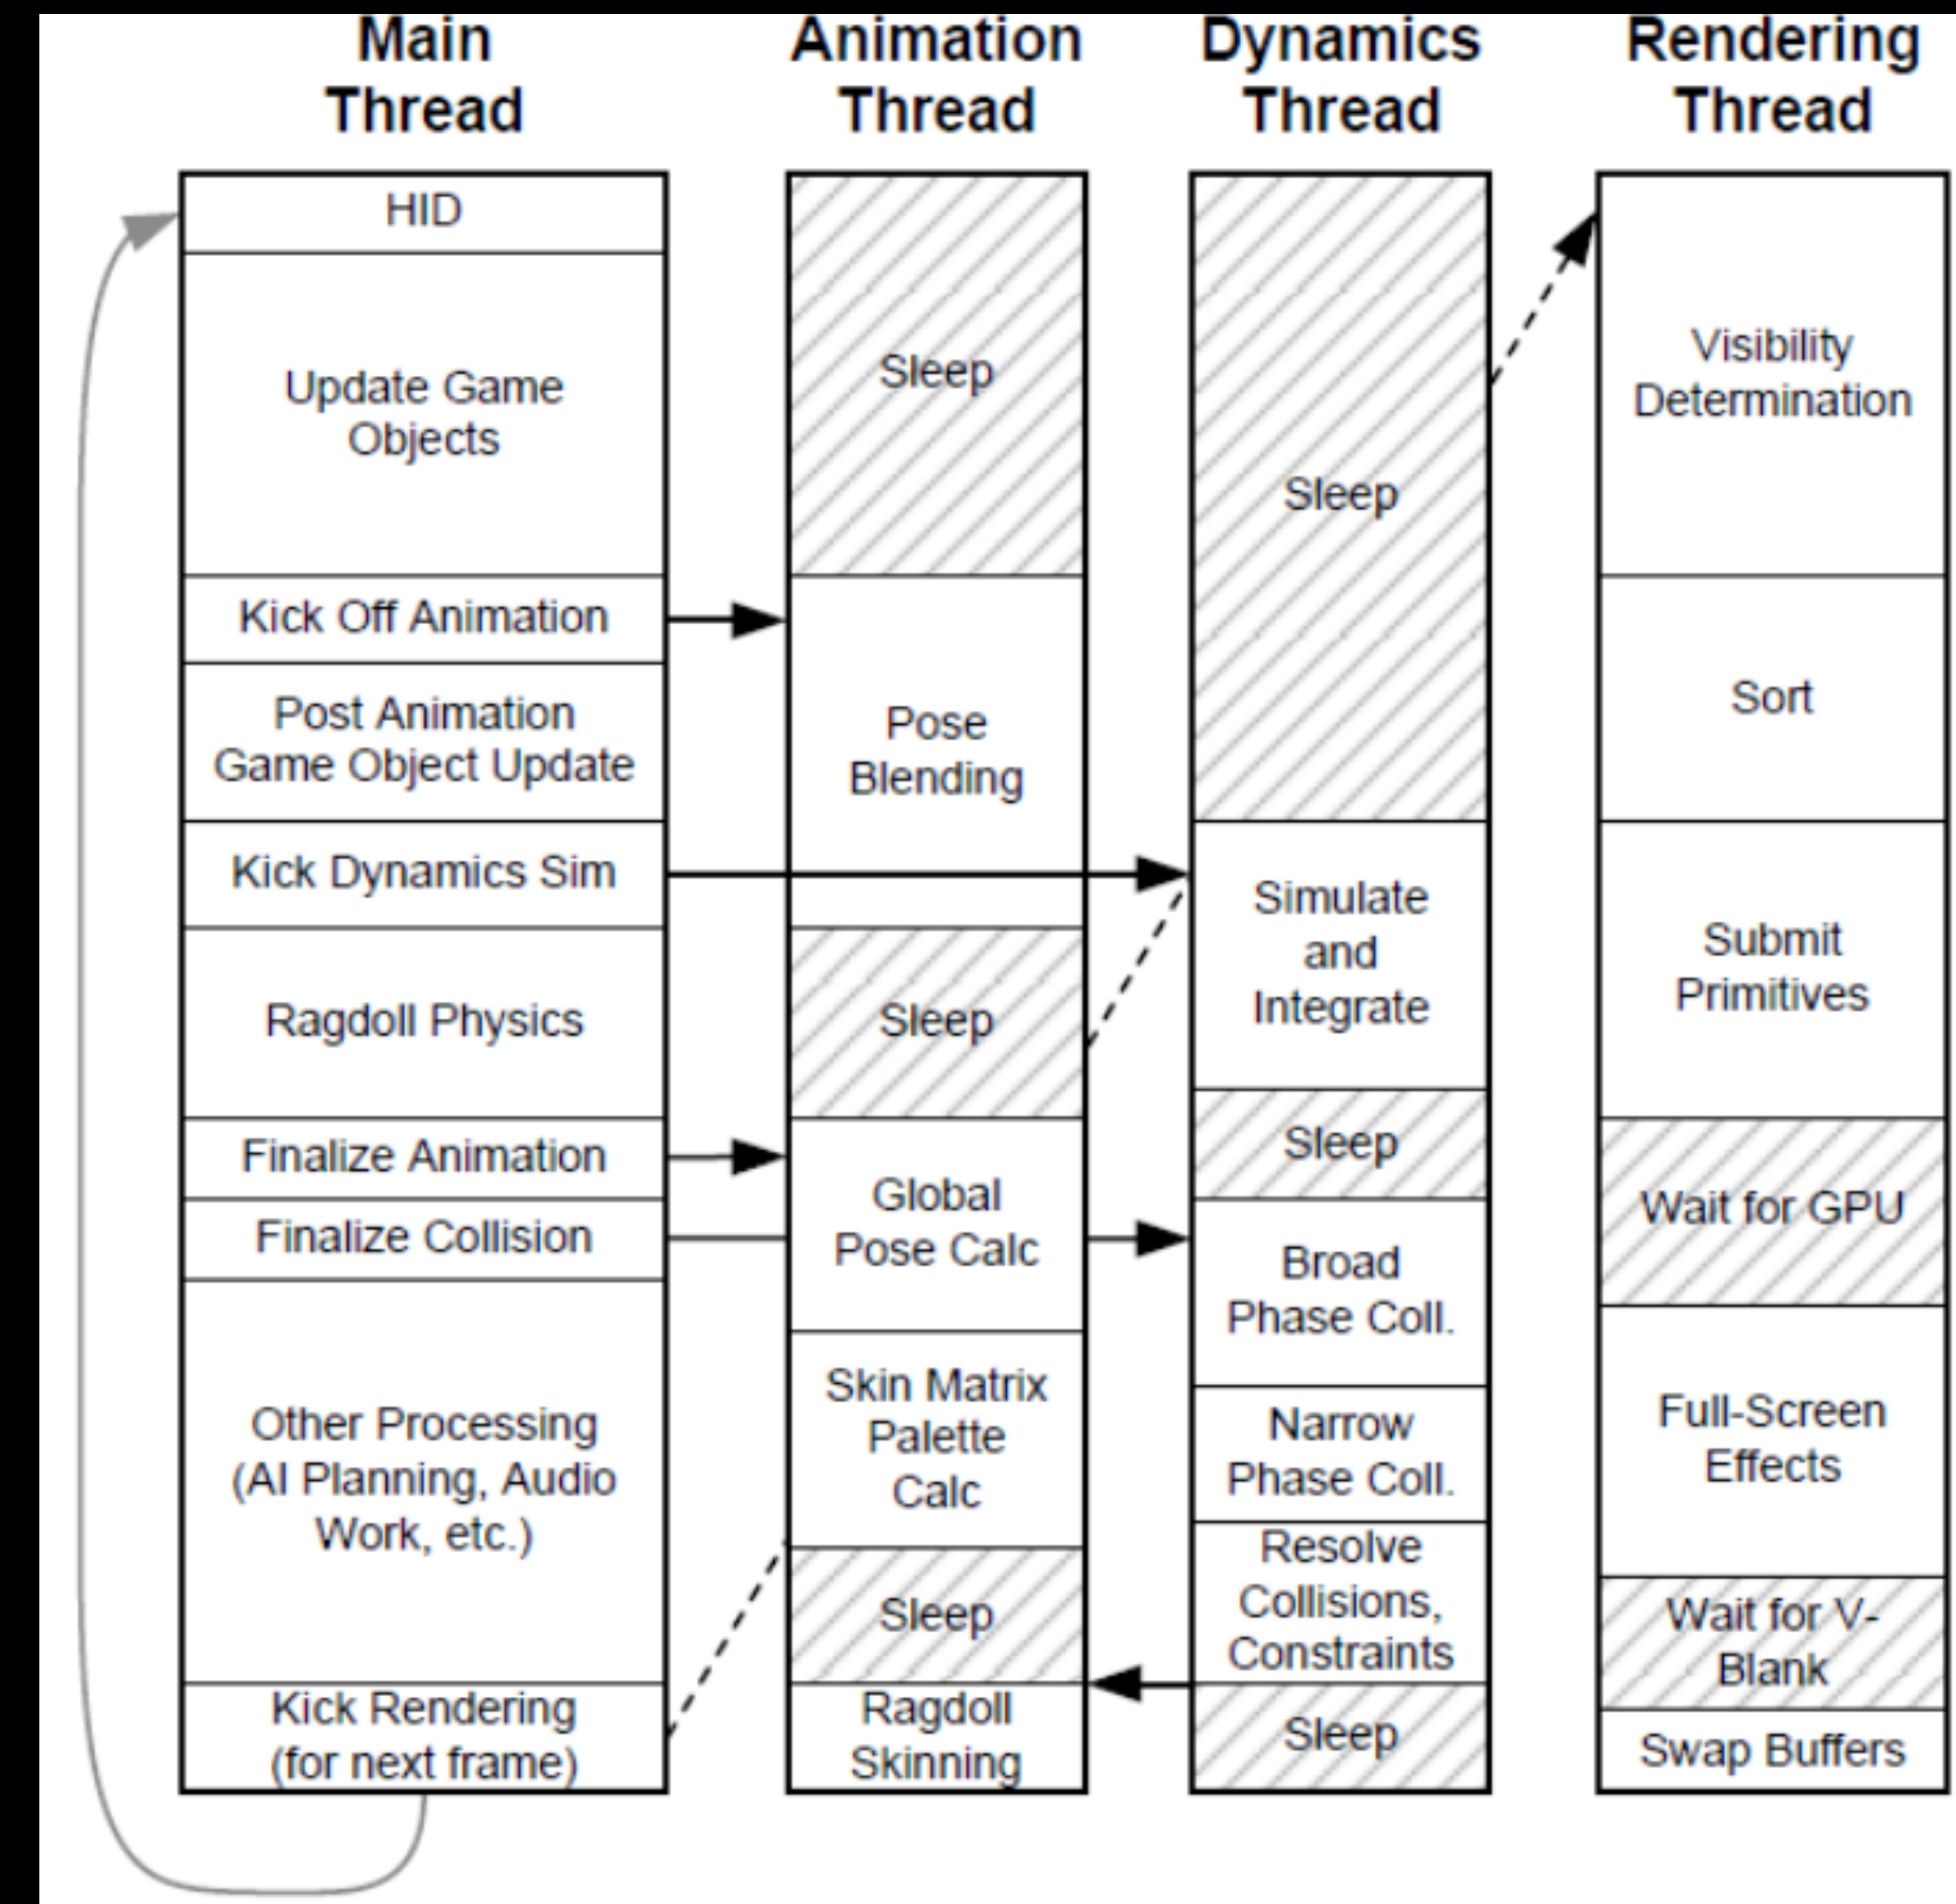 Main
Thread
Animation
Thread
Dynamics
Thread
Rendering
Thread
HID
Update Game
Objects
Kick Off Animation
Post Animation
Game Object Update
Kick Dynamics Sim
Ragdoll Physics
Finalize Animation
Finalize Collision
Other Processing
(AI Planning, Audio
Work, etc.)
Kick Rendering
(for next frame)
Sleep
Pose
Blending
Sleep
Global
Pose Calc
Skin Matrix
Palette
Calc
Sleep
Ragdoll
Skinning
Sleep
Simulate
and
Integrate
Sleep
Broad
Phase Coll.
Narrow
Phase Coll.
Resolve
Collisions,
Constraints
Sleep
Visibility
Determination
Sort
Submit
Primitives
Wait for GPU
Full-Screen
Effects
Wait for V-
Blank
Swap Buffers